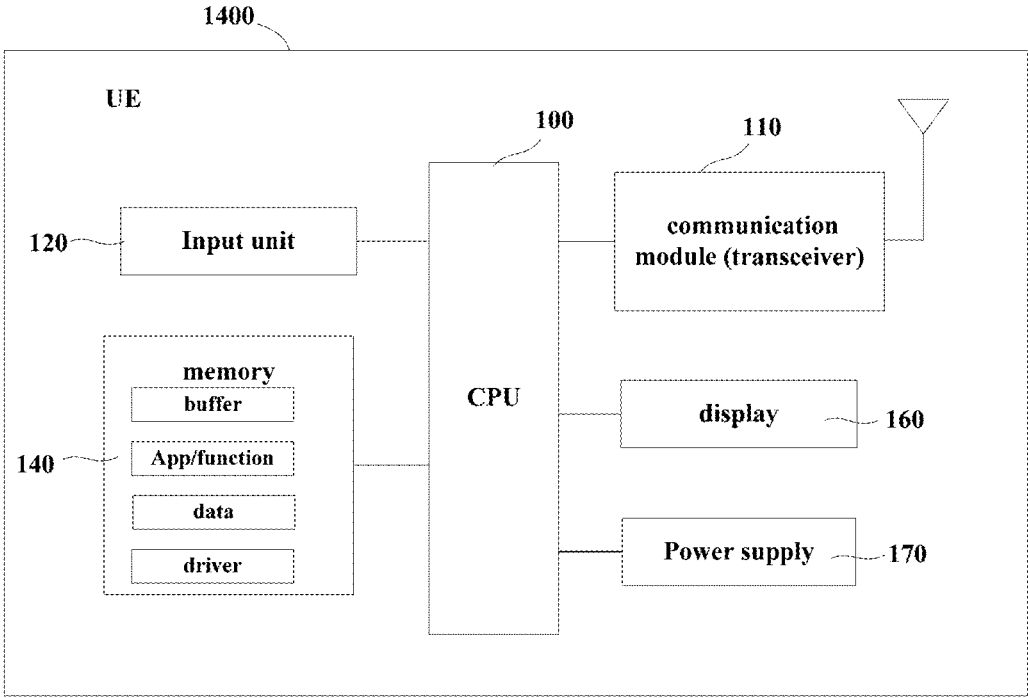 1400
UE
100
110
120
Input unit
communication
module (transceiver)
memory
buffer
CPU
display
160
140
App/function
data
driver
Power supply
170